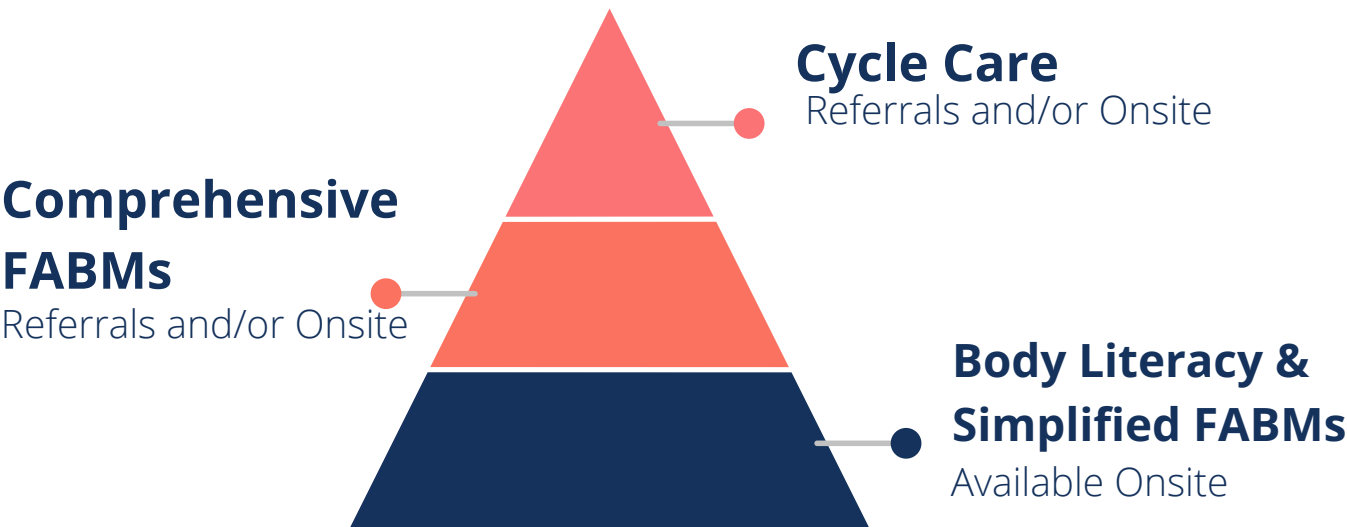 Cycle Care
Referrals and/or Onsite
Comprehensive
FABMs
Referrals and/or Onsite
Body Literacy &
Simplified FABMs
Available Onsite